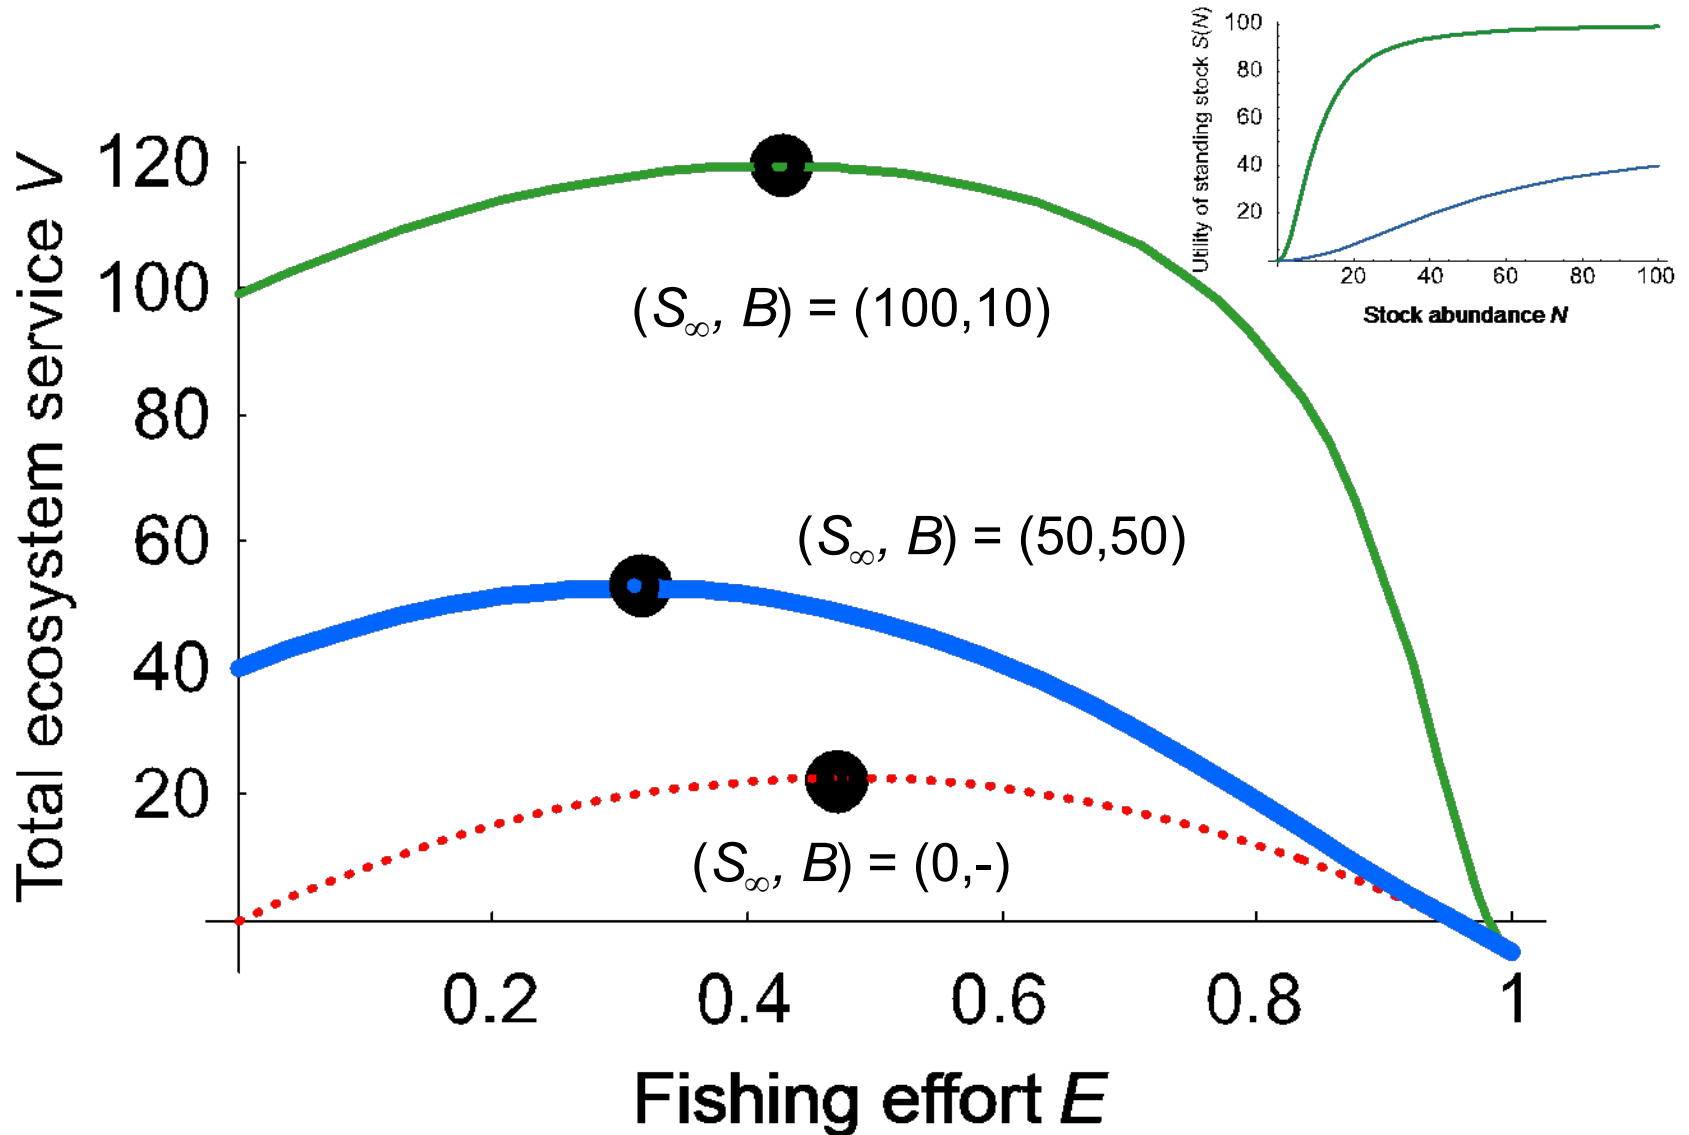 Total ecosystem service V
120
100
80
60
40
20
0.2 0.4 0.6 0.8 1
Fishing effort E
(S∞, B) = (100,10)
(S∞, B) = (50,50)
(S∞, B) = (0,-)
Utility of standing stock S(N)
100
80
60
40
20
20 40 60 80 100
Stock abundance N